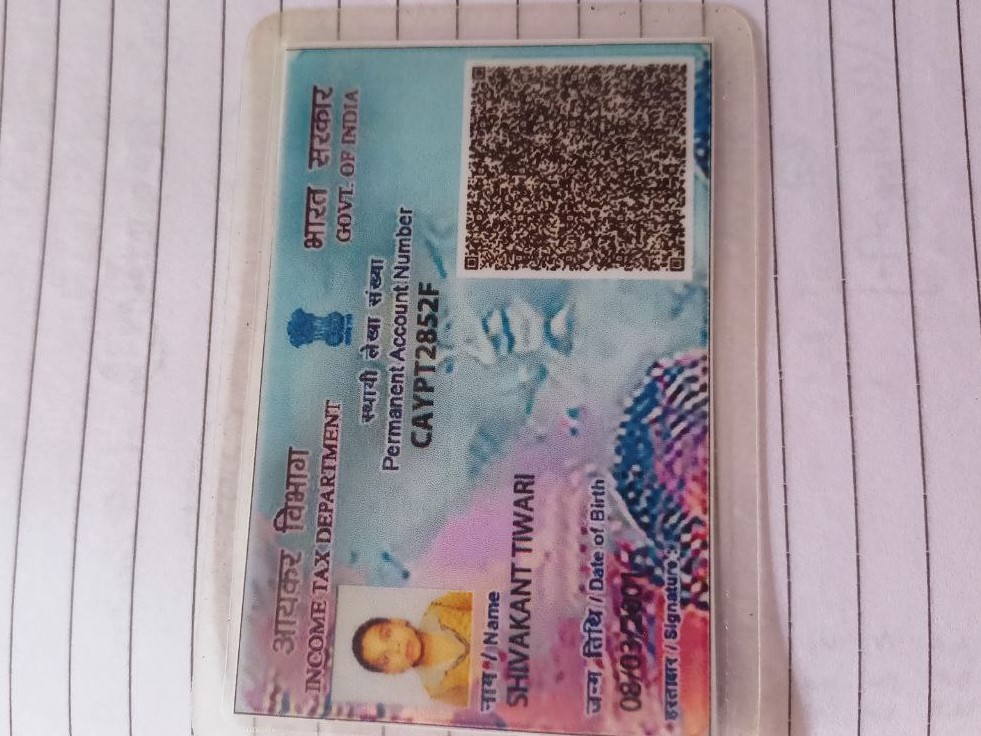 आयकर विभाग
INCOME TAX DEPARTMENT
भारत सरकार
GOVT. OF INDIA
स्थायी लेखा संख्या
Permanent Account Number
CAYPT2852F
नाम / Name
SHIVAKANT TIWARI
जन्म तिथि / Date of Birth
08/03/2001
हस्ताक्षर / Signature